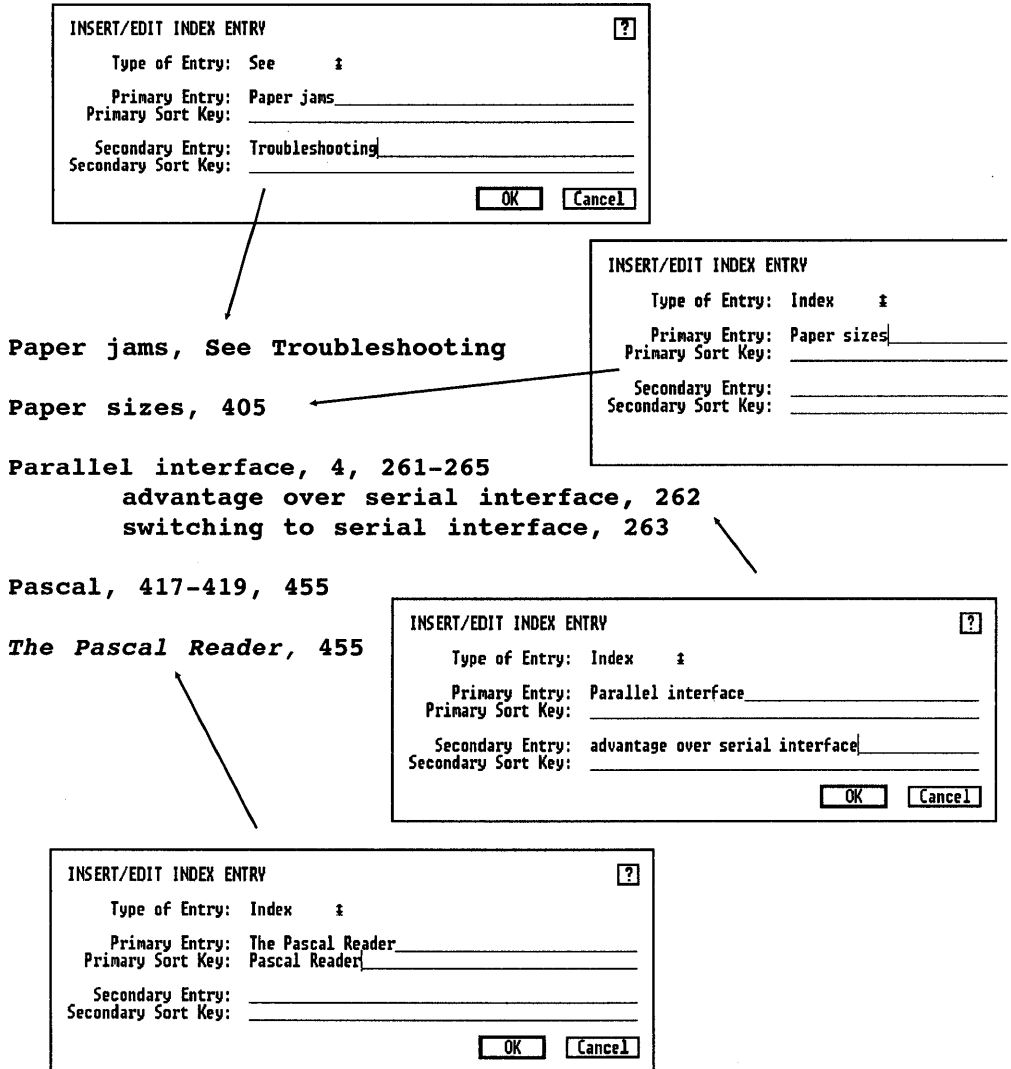 INSERT/EDIT INDEX ENTRY ?
Type of Entry: See ↕
Primary Entry: Paper jams
Primary Sort Key:
Secondary Entry: Troubleshooting
Secondary Sort Key:
OK Cancel
INSERT/EDIT INDEX ENTRY
Type of Entry: Index ↕
Primary Entry: Paper sizes
Primary Sort Key:
Secondary Entry:
Secondary Sort Key:
Paper jams, See Troubleshooting
Paper sizes, 405
Parallel interface, 4, 261-265
advantage over serial interface, 262
switching to serial interface, 263
Pascal, 417-419, 455
The Pascal Reader, 455
INSERT/EDIT INDEX ENTRY ?
Type of Entry: Index ↕
Primary Entry: Parallel interface
Primary Sort Key:
Secondary Entry: advantage over serial interface
Secondary Sort Key:
OK Cancel
INSERT/EDIT INDEX ENTRY ?
Type of Entry: Index ↕
Primary Entry: The Pascal Reader
Primary Sort Key: Pascal Reader
Secondary Entry:
Secondary Sort Key:
OK Cancel